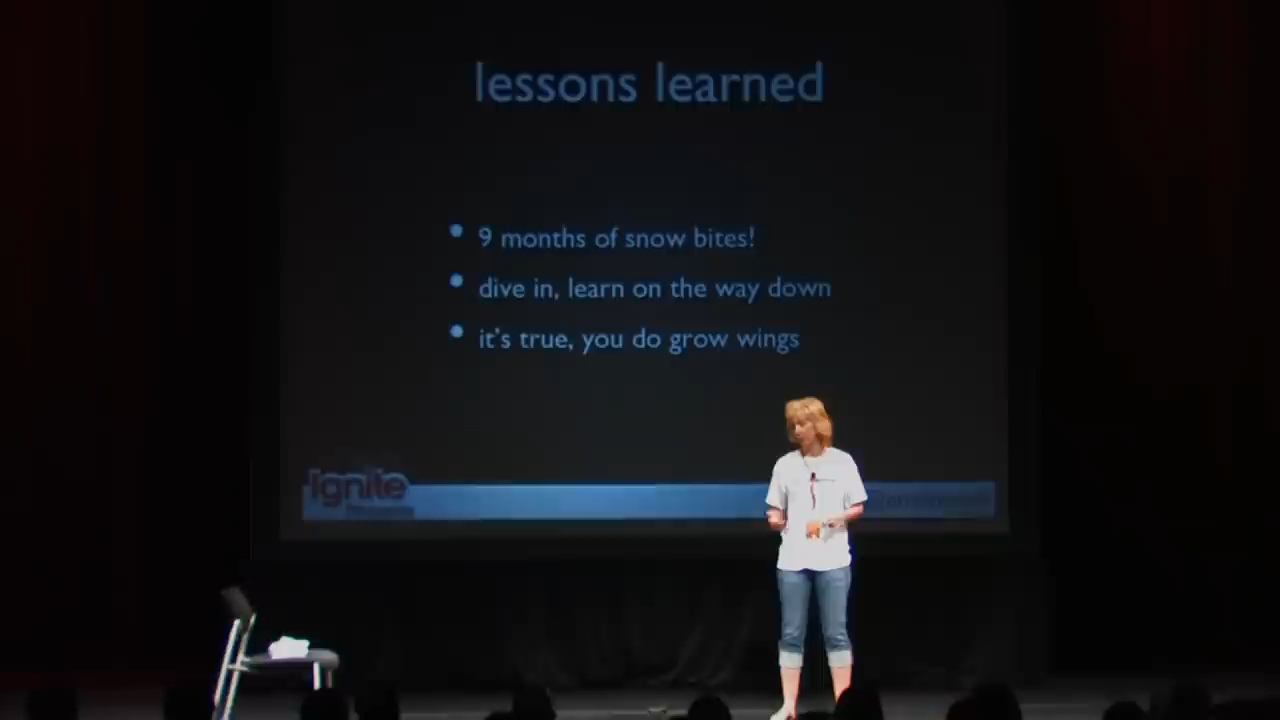 lessons learned
• 9 months of snow bites!
• dive in, learn on the way down
• it's true, you do grow wings
ignite